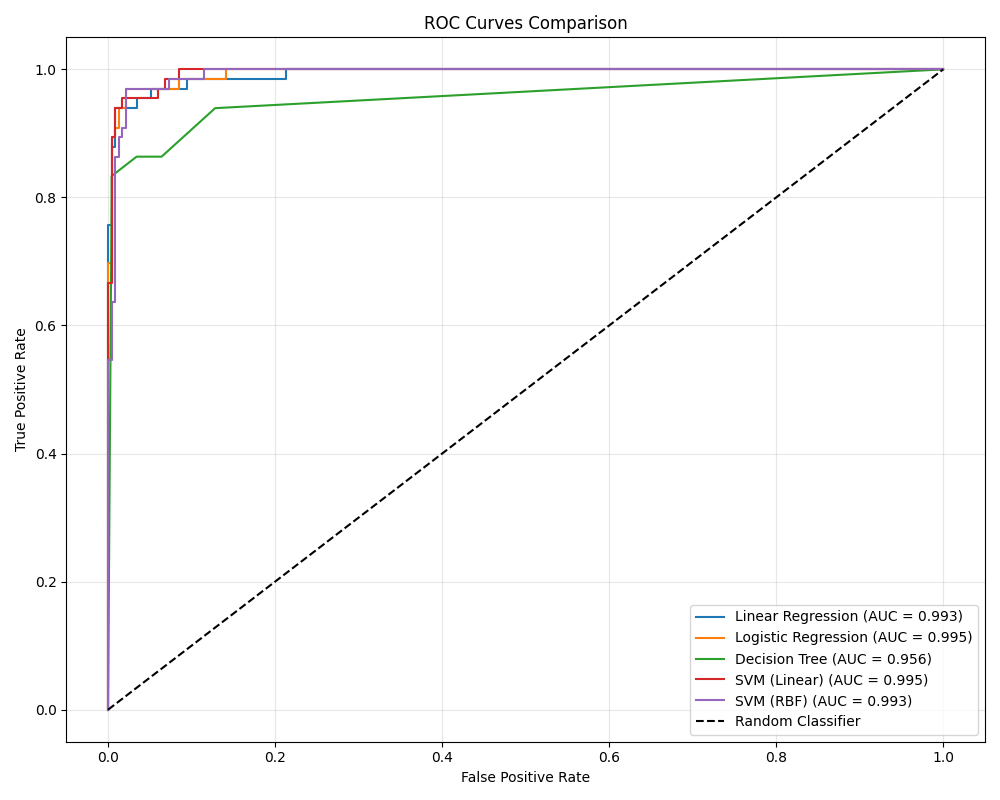 ROC Curves Comparison
True Positive Rate
1.0
0.8
0.6
0.4
0.2
0.0
Linear Regression (AUC = 0.993)
Logistic Regression (AUC = 0.995)
Decision Tree (AUC = 0.956)
SVM (Linear) (AUC = 0.995)
SVM (RBF) (AUC = 0.993)
Random Classifier
0.0 0.2 0.4 0.6 0.8 1.0
False Positive Rate